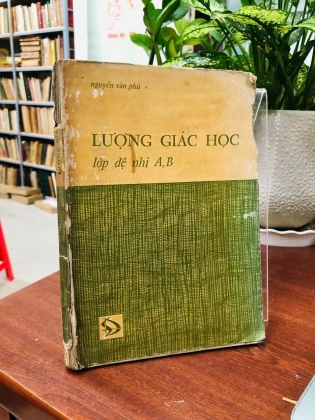 nguyễn văn phú
LƯỢNG GIÁC HỌC
lớp đệ nhị A, B